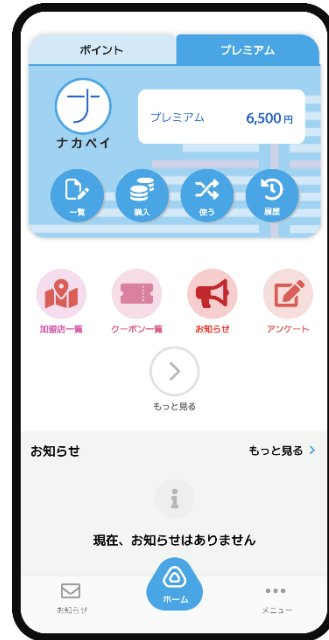 ポイント
プレミアム
ナ
ナカペイ
プレミアム 6,500 円
一覧
購入
使う
履歴
加盟店一覧
クーポン一覧
お知らせ
アンケート
もっと見る
お知らせ
もっと見る
現在、お知らせはありません
お知らせ
ホーム
メニュー